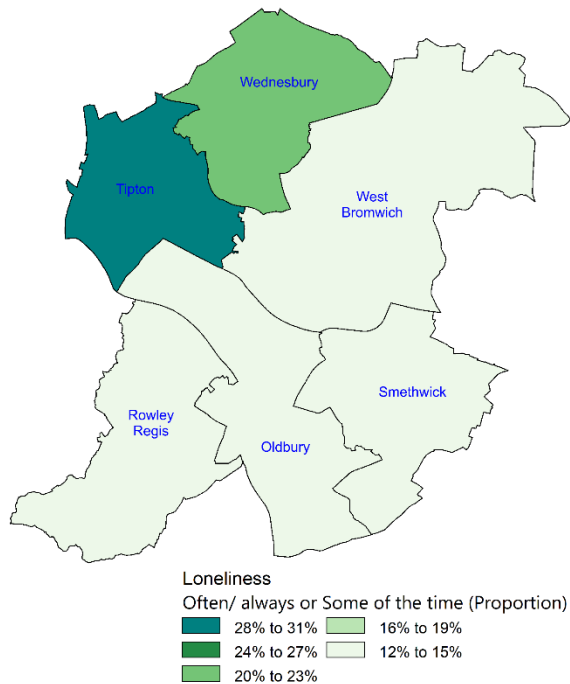 Wednesbury
Tipton
West
Bromwich
Smethwick
Rowley
Regis
Oldbury
Loneliness
Often/ always or Some of the time (Proportion)
28% to 31%
16% to 19%
24% to 27%
12% to 15%
20% to 23%